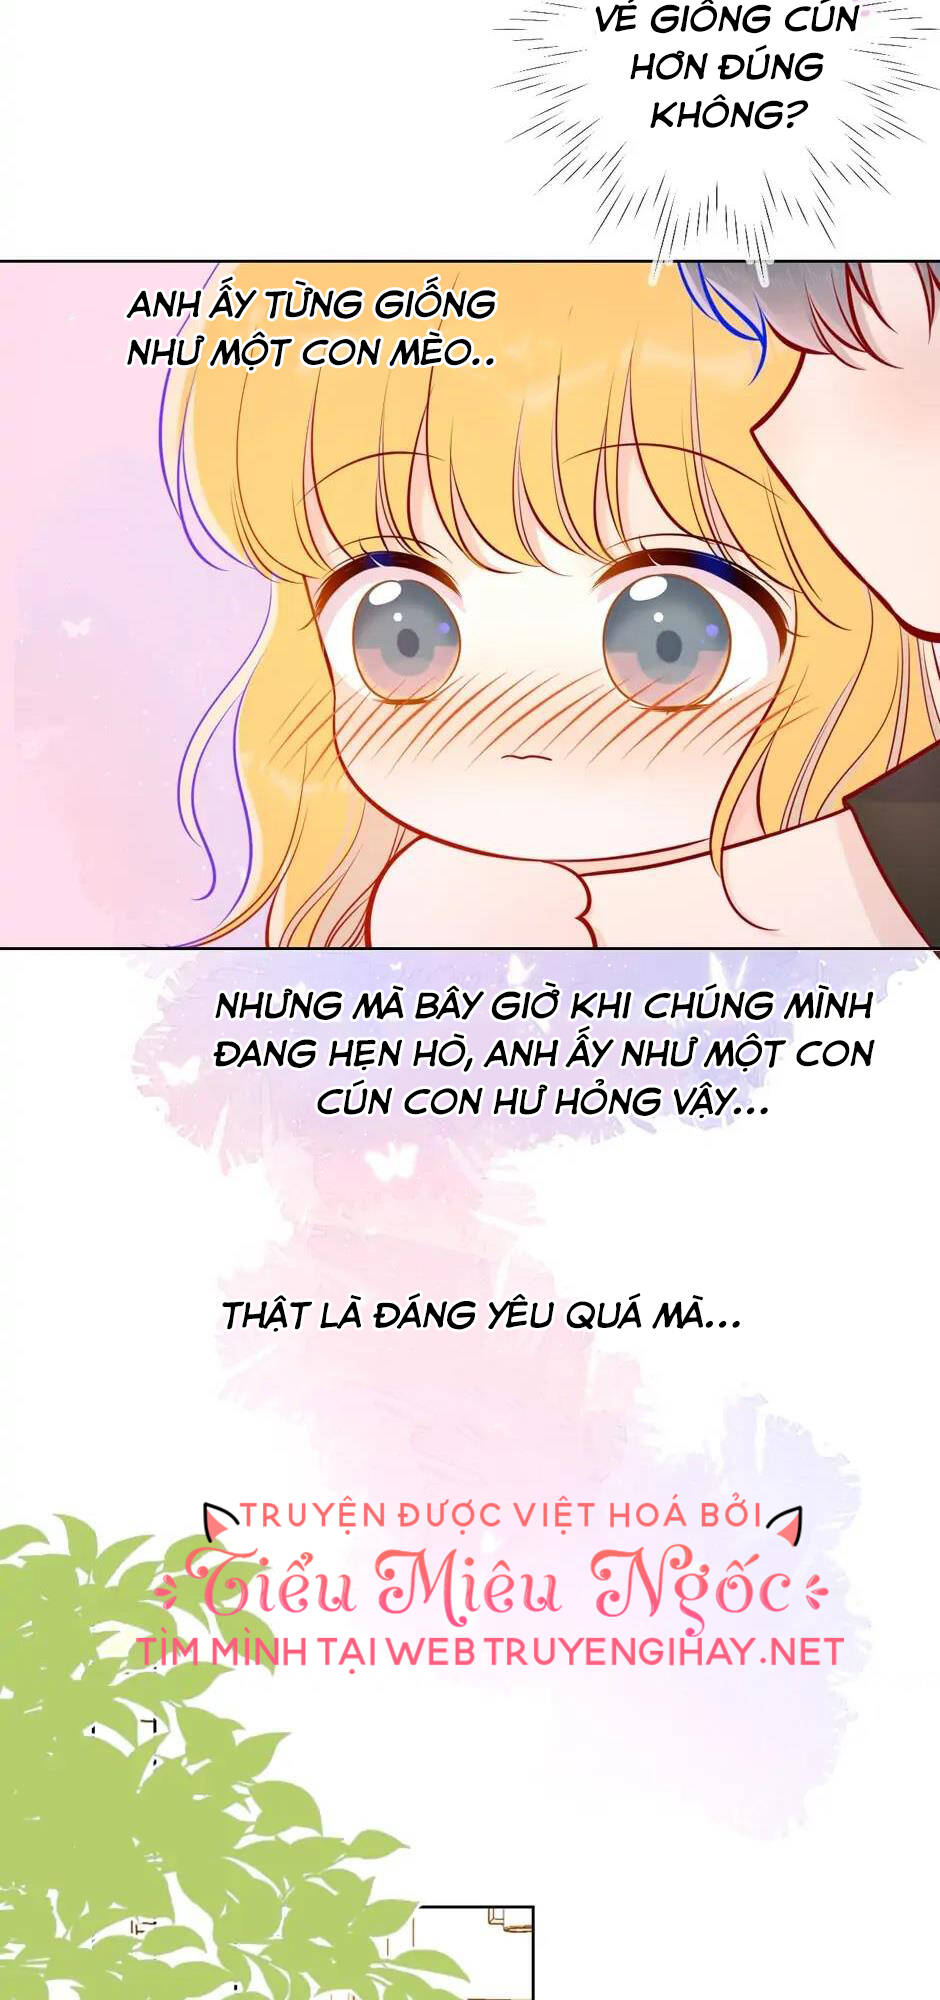 VẺ GIỐNG CÚN
HƠN ĐÚNG
KHÔNG?
ANH ẤY TỪNG GIỐNG
NHƯ MỘT CON MÈO..
NHƯNG MÀ BÂY GIỜ KHI CHÚNG MÌNH
ĐANG HẸN HÒ, ANH ẤY NHƯ MỘT CON
CÚN CON HƯ HỎNG VẬY...
THẬT LÀ ĐÁNG YÊU QUÁ MÀ...
TRUYỆN ĐƯỢC VIỆT HOÁ BỞI
Tiểu Miêu Ngốc
TÌM MÌNH TẠI WEB TRUYENGIHAY.NET